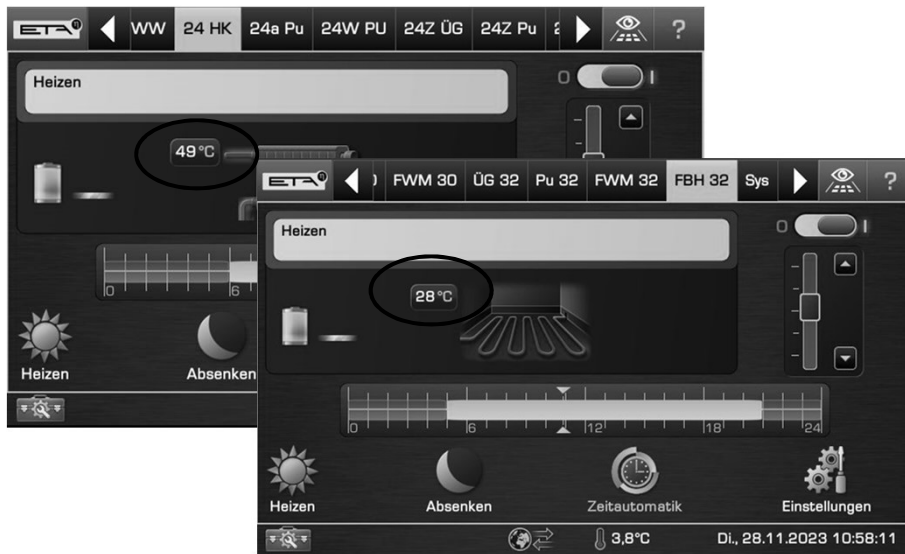 ETA WW 24 HK 24a Pu 24W PU 24Z ÜG 24Z Pu ?
Heizen
O I
49°C
0 6
Heizen Absenken
ETA FWM 30 ÜG 32 Pu 32 FWM 32 FBH 32 Sys ?
Heizen
O I
28°C
0 6 12 18 24
Heizen Absenken Zeitautomatik Einstellungen
3,8°C Di., 28.11.2023 10:58:11